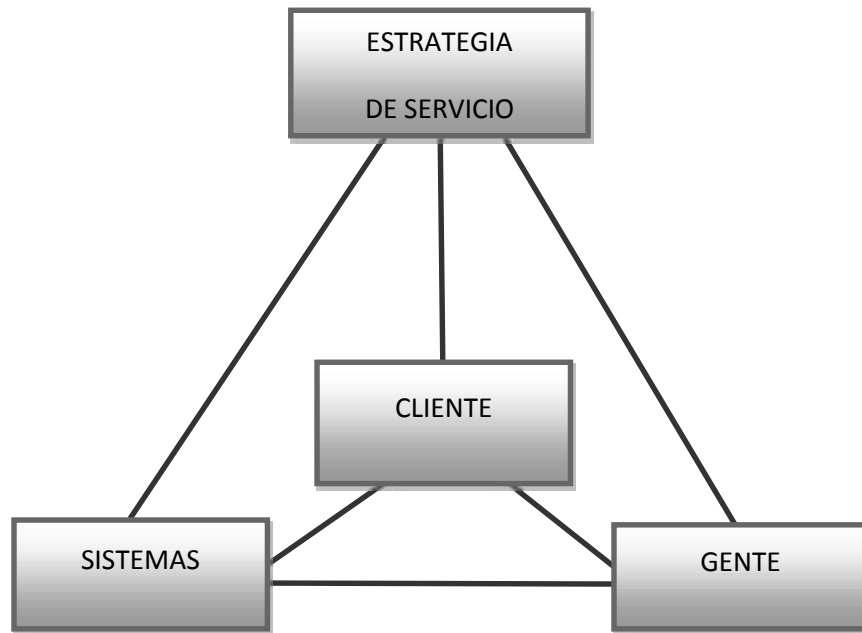 ESTRATEGIA
DE SERVICIO
CLIENTE
SISTEMAS
GENTE